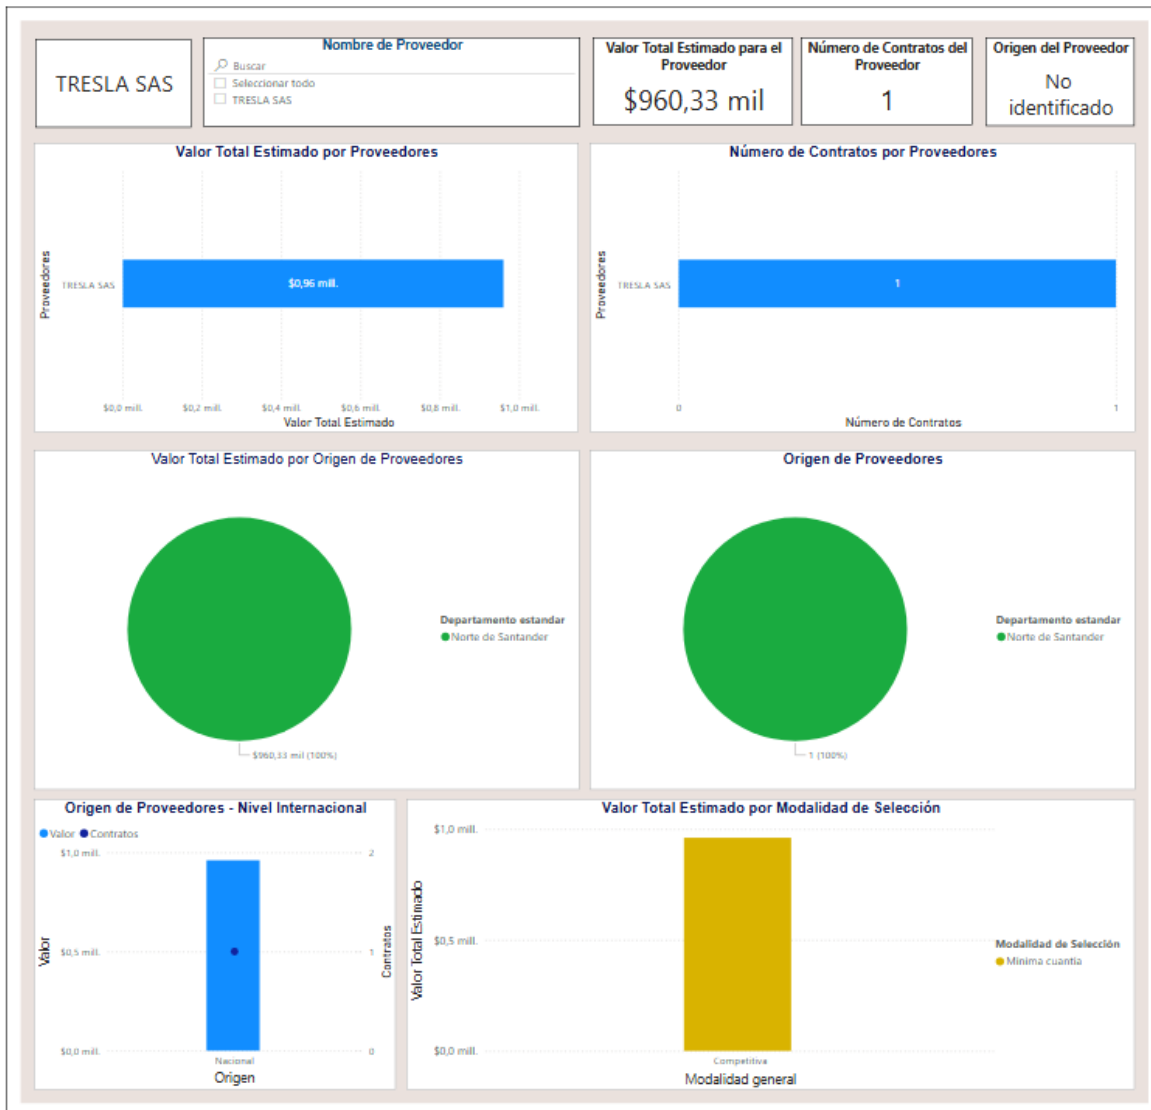 TRESLA SAS
Nombre de Proveedor
Buscar
Seleccionar todo
TRESLA SAS
Valor Total Estimado para el
Proveedor
$960,33 mil
Número de Contratos del
Proveedor
1
Origen del Proveedor
No
identificado
Valor Total Estimado por Proveedores
Proveedores
TRESLA SAS
$0,96 mill.
$0,0 mill.
$0,2 mill.
$0,4 mill.
$0,6 mill.
$0,8 mill.
$1,0 mill.
Valor Total Estimado
Número de Contratos por Proveedores
Proveedores
TRESLA SAS
1
0
1
Número de Contratos
Valor Total Estimado por Origen de Proveedores
Departamento estandar
Norte de Santander
$960,33 mil (100%)
Origen de Proveedores
Departamento estandar
Norte de Santander
1 (100%)
Origen de Proveedores - Nivel Internacional
Valor
Contratos
$1,0 mill.
$0,5 mill.
$0,0 mill.
Valor
2
1
0
Contratos
Nacional
Origen
Valor Total Estimado por Modalidad de Selección
$1,0 mill.
$0,5 mill.
$0,0 mill.
Valor Total Estimado
Competitiva
Modalidad general
Modalidad de Selección
Minima cuantia